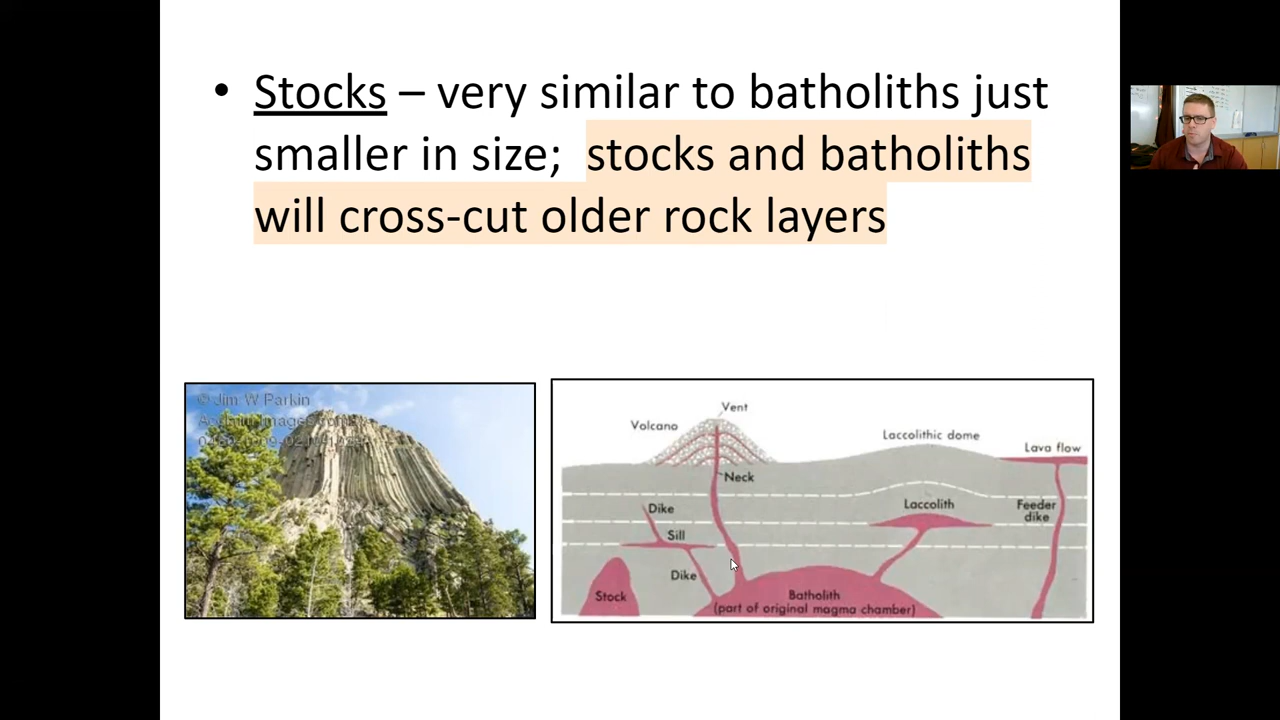 • Stocks – very similar to batholiths just
smaller in size; stocks and batholiths
will cross-cut older rock layers
© Jim W Parkin
Vent
Volcano
Neck
Laccolithic dome
Lava flow
Dike
Sill
Laccolith
Feeder
dike
Dike
Stock
Batholith
(part of original magma chamber)